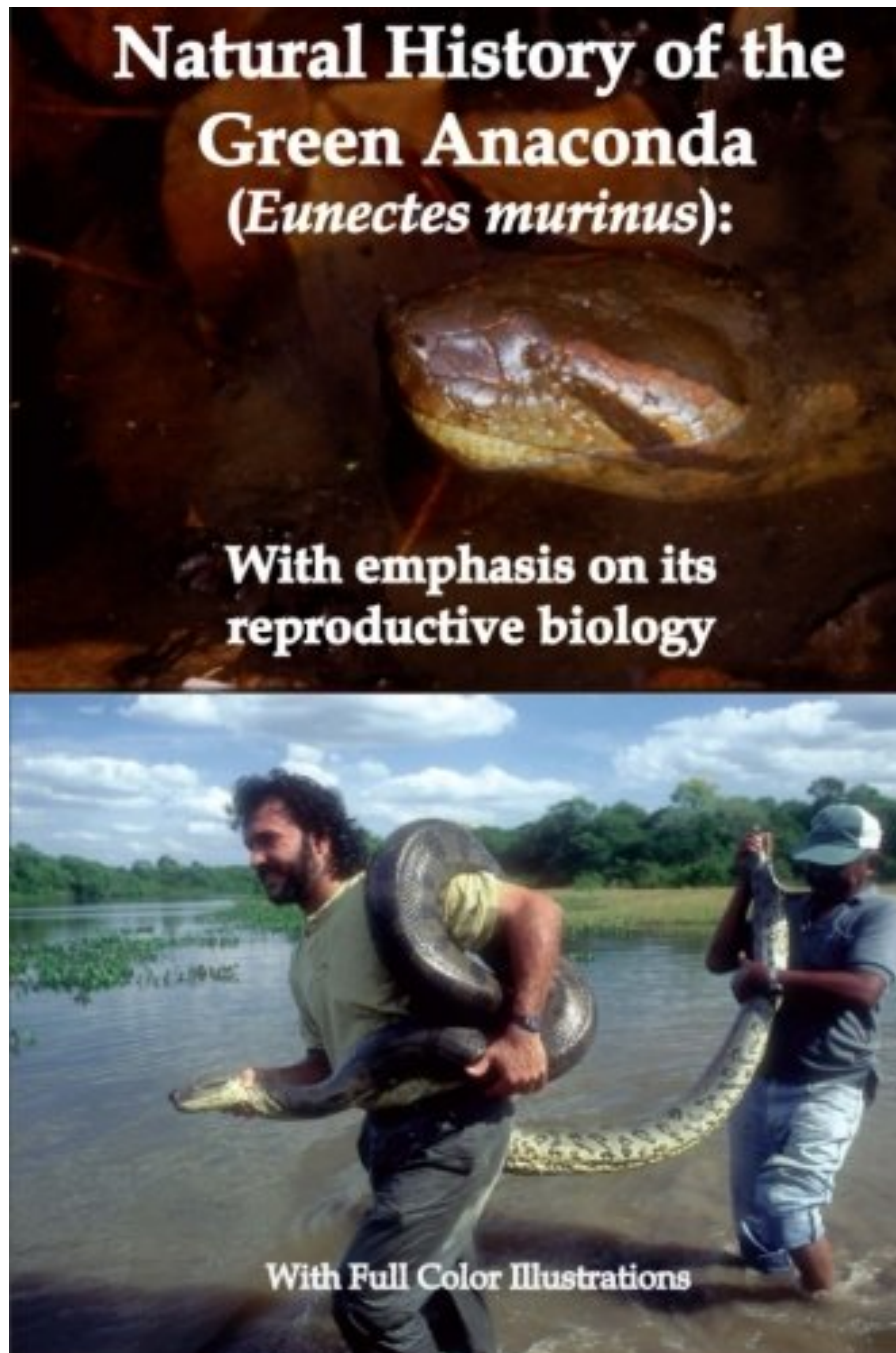 Natural History of the
Green Anaconda
(Eunectes murinus):
With emphasis on its
reproductive biology
With Full Color Illustrations